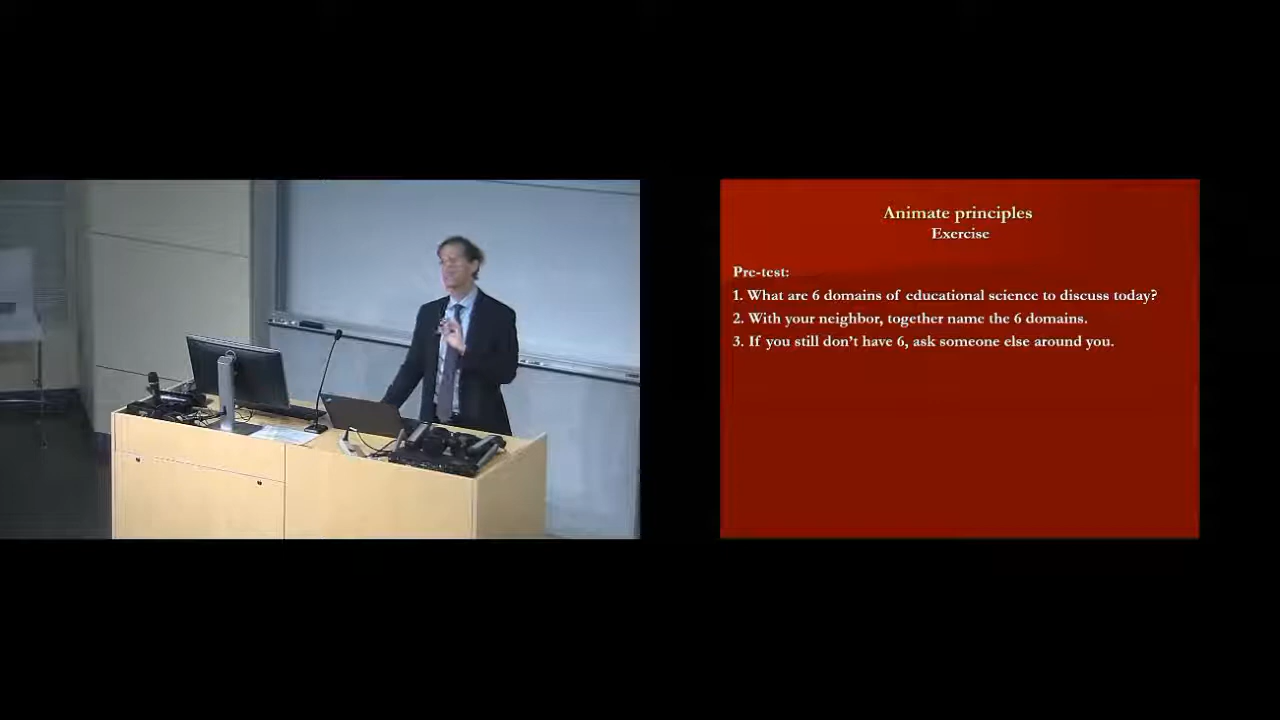 Animate principles
Exercise
Pre-test:
1. What are 6 domains of educational science to discuss today?
2. With your neighbor, together name the 6 domains.
3. If you still don't have 6, ask someone else around you.